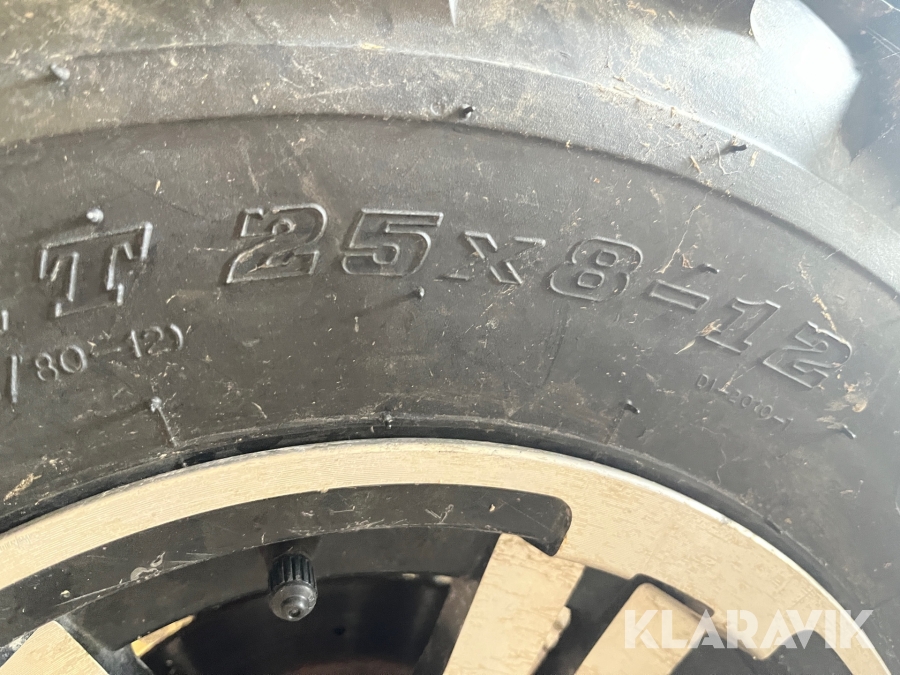 T 25x8-12
/80-12)
KLARAVIK